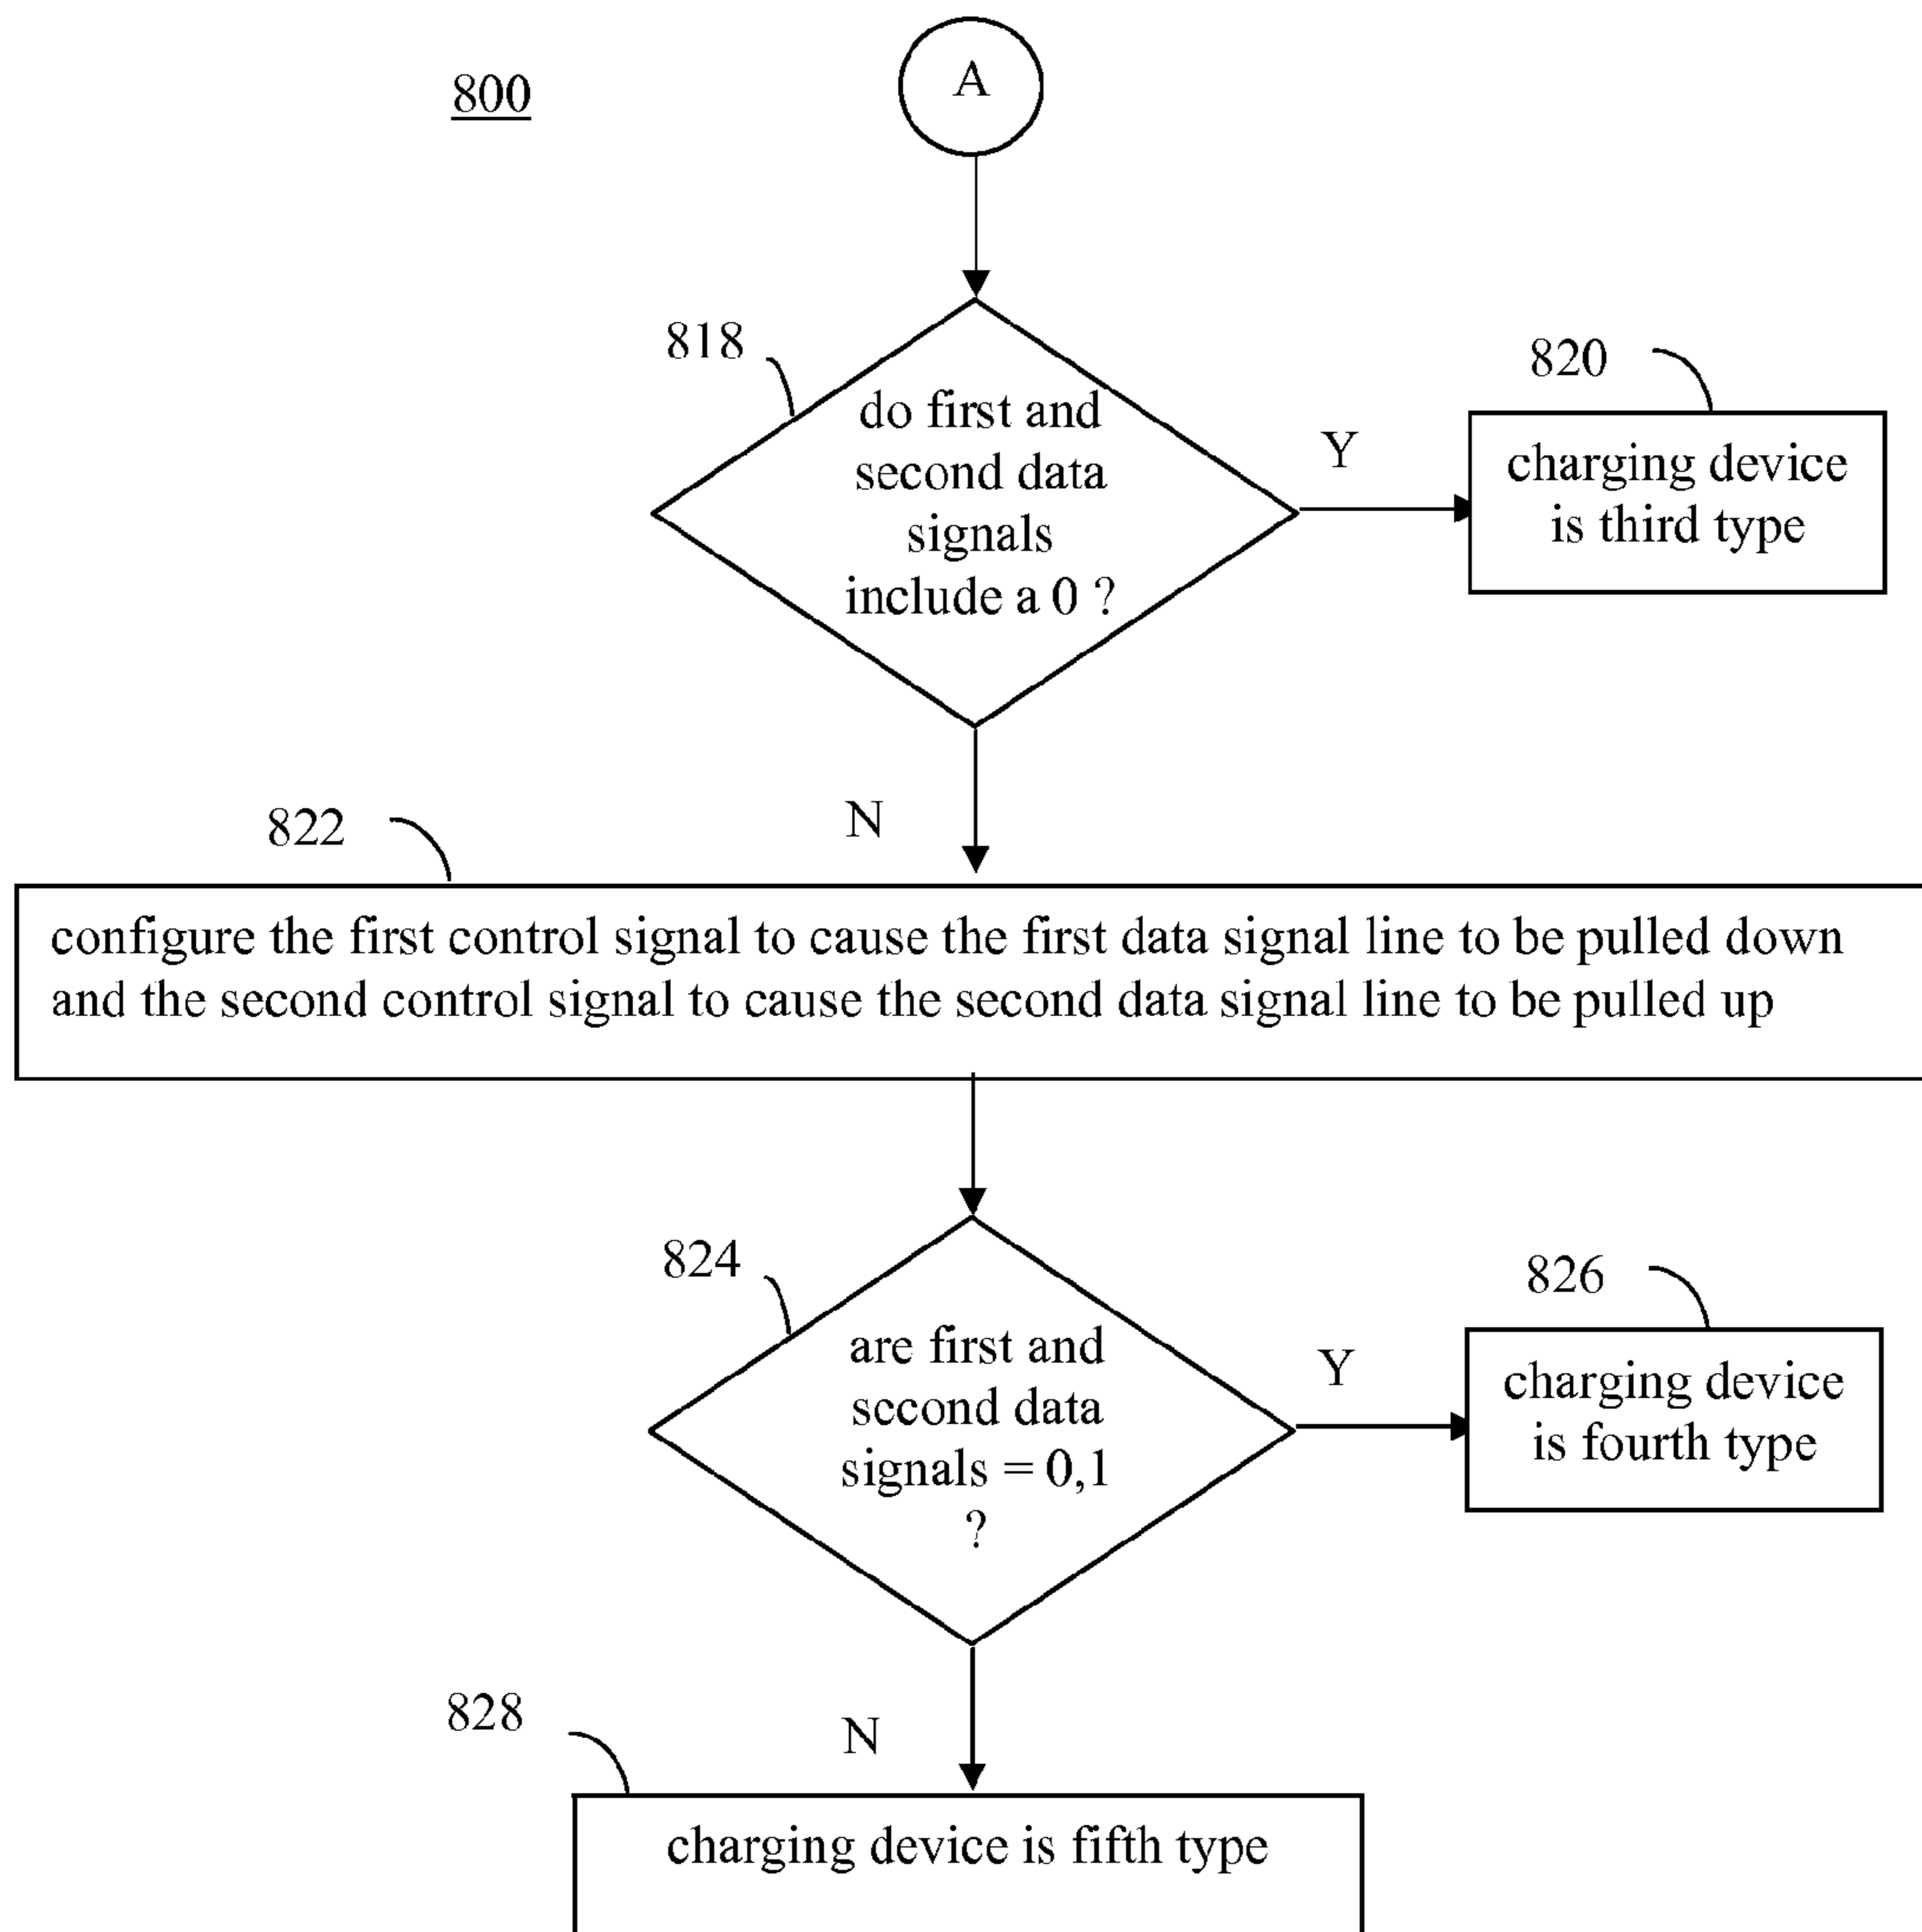 A
800
818
do first and
second data
signals
include a 0 ?
Y
820
charging device
is third type
N
822
configure the first control signal to cause the first data signal line to be pulled down
and the second control signal to cause the second data signal line to be pulled up
824
are first and
second data
signals = 0,1
?
Y
826
charging device
is fourth type
N
828
charging device is fifth type